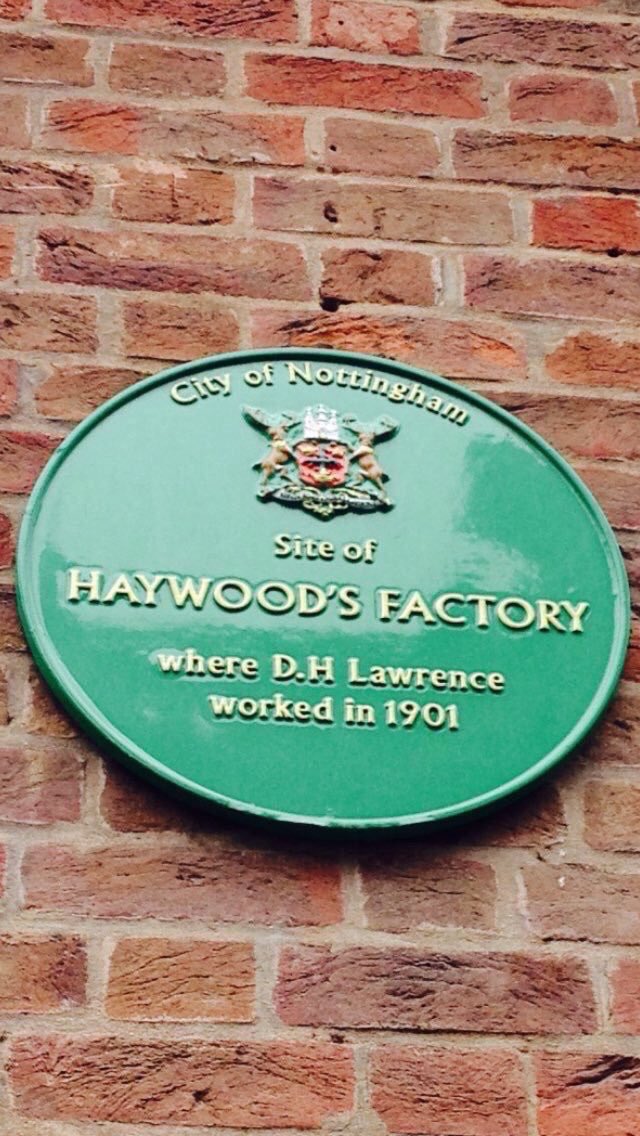 City of Nottingham
Site of
HAYWOOD'S FACTORY
where D.H Lawrence
worked in 1901